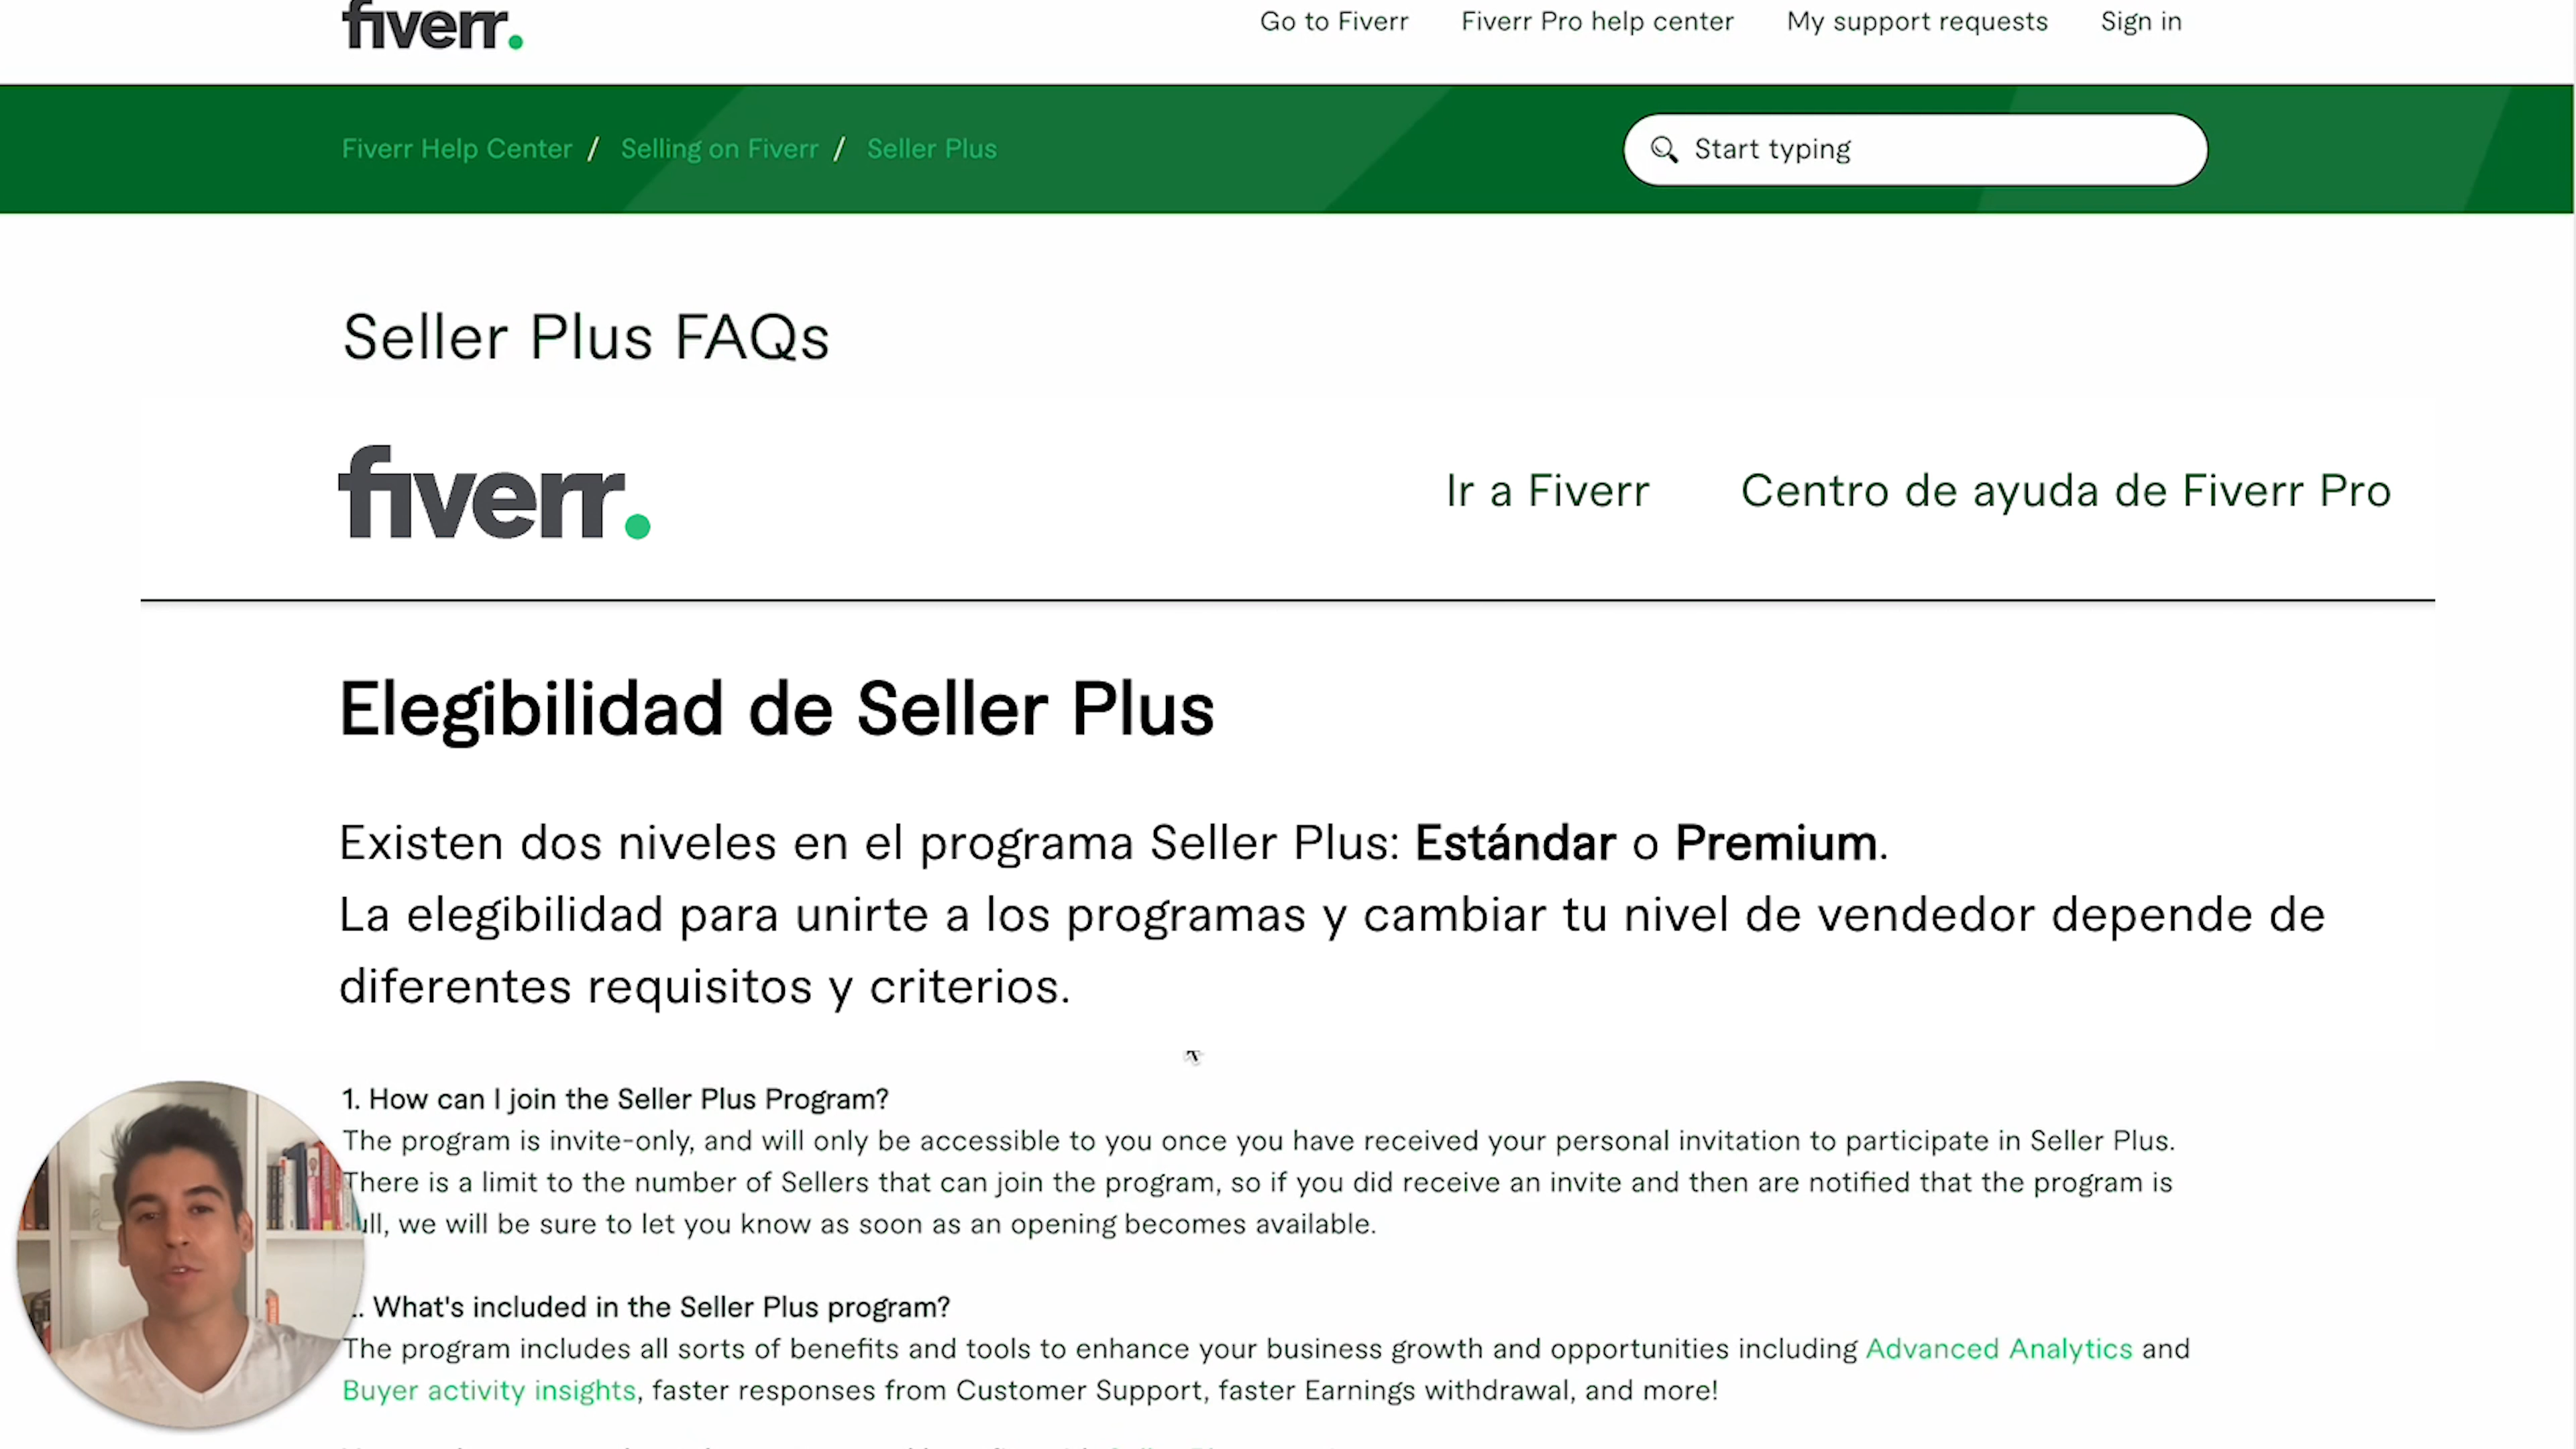 fiverr.
Go to Fiverr Fiverr Pro help center My support requests Sign in
Fiverr Help Center / Selling on Fiverr / Seller Plus
Start typing
Seller Plus FAQs
fiverr.
Ir a Fiverr Centro de ayuda de Fiverr Pro
Elegibilidad de Seller Plus
Existen dos niveles en el programa Seller Plus: Estándar o Premium.
La elegibilidad para unirte a los programas y cambiar tu nivel de vendedor depende de
diferentes requisitos y criterios.
1. How can I join the Seller Plus Program?
The program is invite-only, and will only be accessible to you once you have received your personal invitation to participate in Seller Plus.
There is a limit to the number of Sellers that can join the program, so if you did receive an invite and then are notified that the program is
ull, we will be sure to let you know as soon as an opening becomes available.
. What's included in the Seller Plus program?
The program includes all sorts of benefits and tools to enhance your business growth and opportunities including Advanced Analytics and
Buyer activity insights, faster responses from Customer Support, faster Earnings withdrawal, and more!